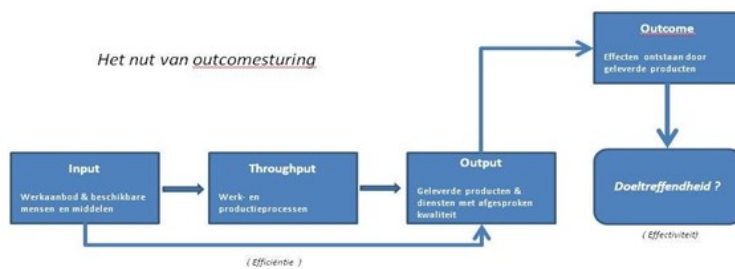 Het nut van outcomesturing
Outcome
Effecten ontstaan door
geleverde producten
Input
Werkaanbod & beschikbare
mensen en middelen
Throughput
Werk- en
productieprocessen
Output
Geleverde producten &
diensten met afgesproken
kwaliteit
Doeltreffendheid ?
( Effectiviteit)
( Efficiëntie )